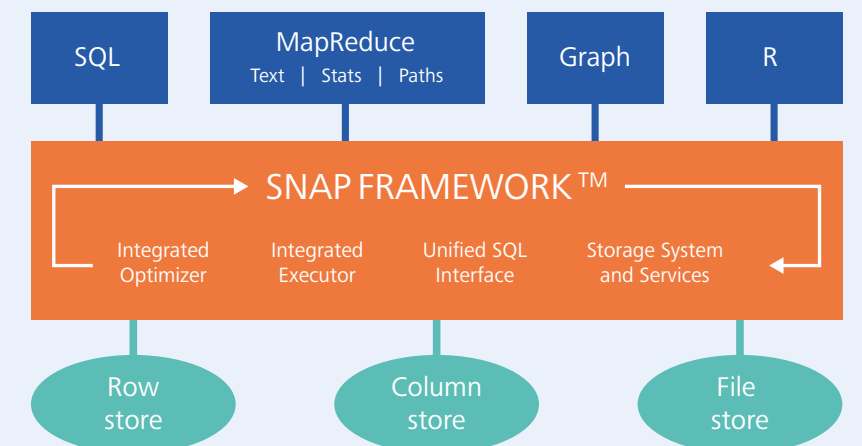 SQL
MapReduce
Text | Stats | Paths
Graph
R
SNAP FRAMEWORK™
Integrated
Optimizer
Integrated
Executor
Unified SQL
Interface
Storage System
and Services
Row
store
Column
store
File
store